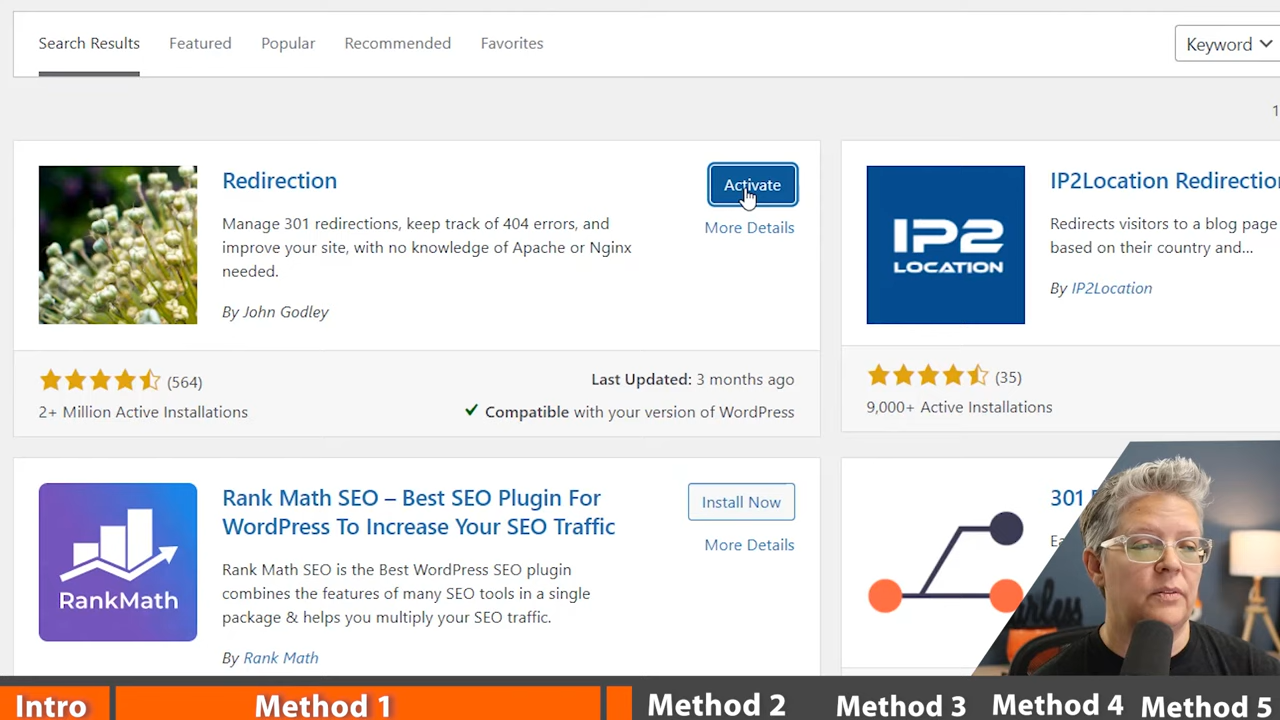 Search Results
Featured
Popular
Recommended
Favorites
Keyword
1
Redirection
Activate
More Details
Manage 301 redirections, keep track of 404 errors, and
improve your site, with no knowledge of Apache or Nginx
needed.
By John Godley
(564)
2+ Million Active Installations
Last Updated: 3 months ago
Compatible with your version of WordPress
IP2
LOCATION
IP2Location Redirection
Redirects visitors to a blog page
based on their country and...
By IP2Location
(35)
9,000+ Active Installations
RankMath
Rank Math SEO – Best SEO Plugin For
WordPress To Increase Your SEO Traffic
Install Now
More Details
Rank Math SEO is the Best WordPress SEO plugin
combines the features of many SEO tools in a single
package & helps you multiply your SEO traffic.
By Rank Math
301
Intro
Method 1
Method 2
Method 3
Method 4
Method 5